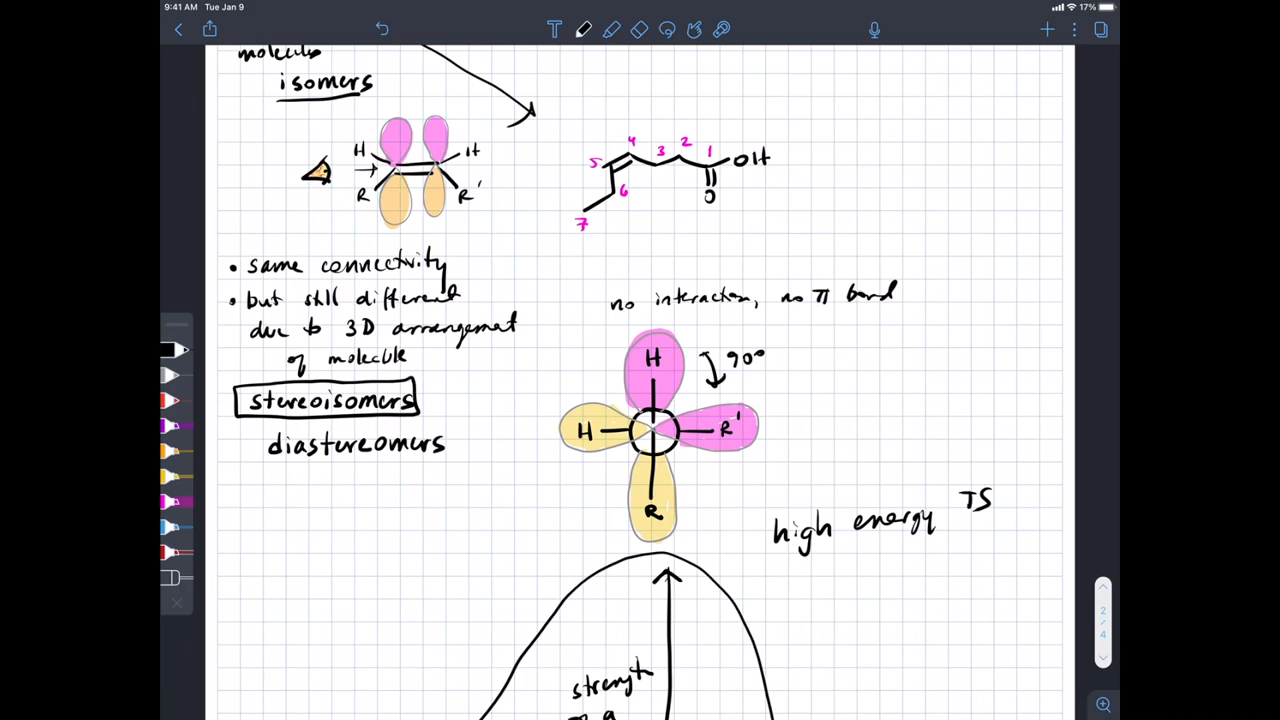 9:41 AM Tue Jan 9
17%
isomers
H
H
R
R'
5
4
3
2
1
OH
O
6
7
• same connectivity
• but still different
due to 3D arrangement
of molecule
stereoisomers
diastereomers
no interaction, no π bond
H
90°
H
R'
R
high energy TS
strength
2
/
4